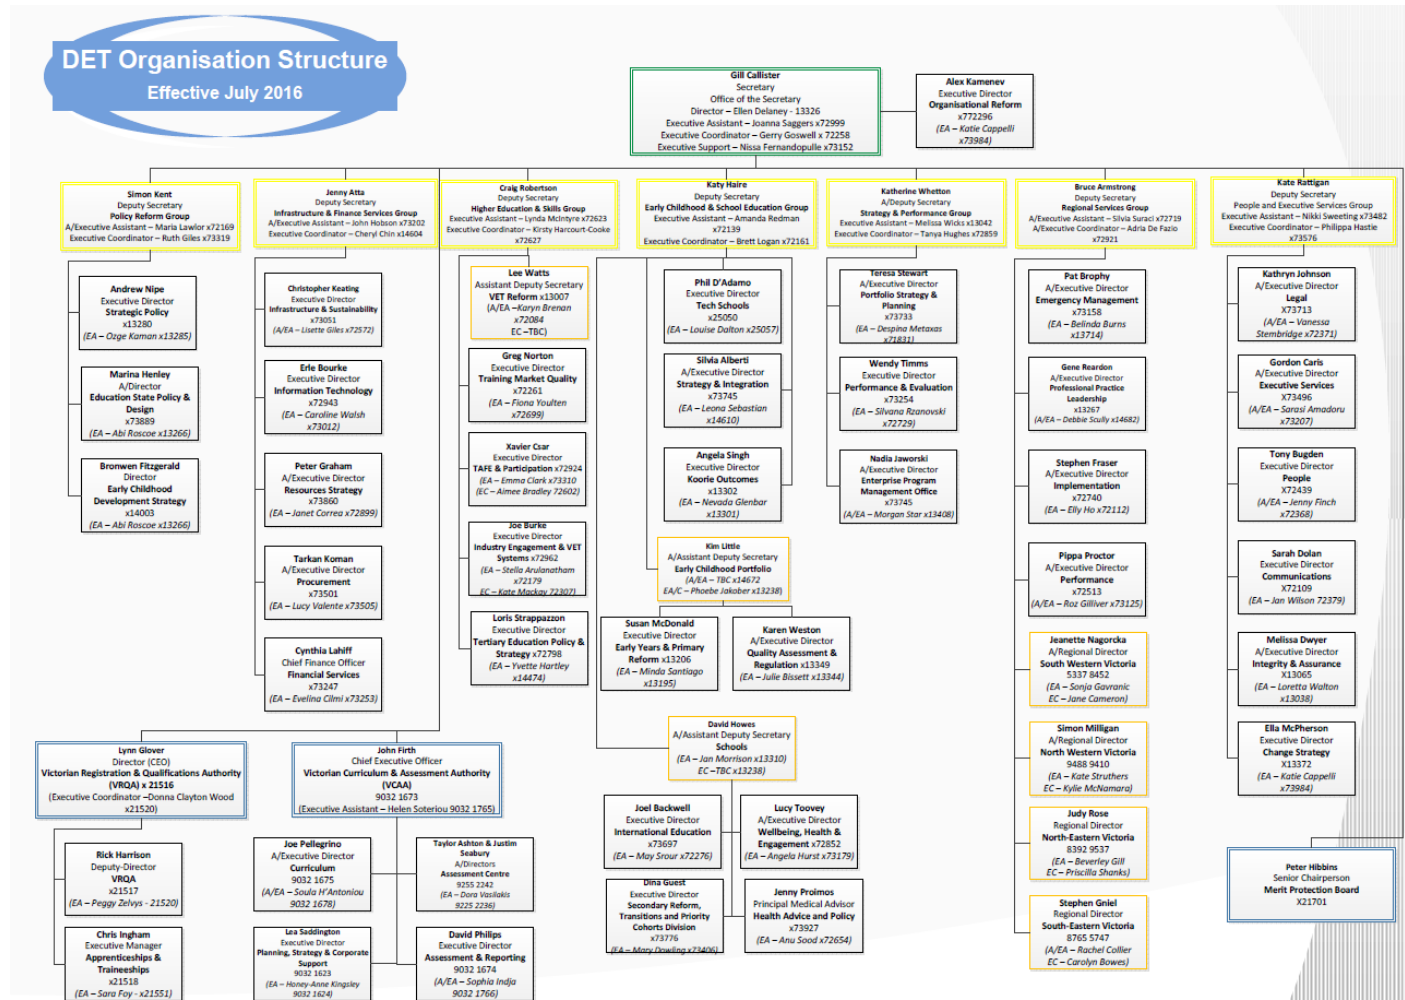 DET Organisation Structure
Effective July 2016
Gill Callister
Secretary
Office of the Secretary
Director – Ellen Delaney - 13326
Executive Assistant – Joanna Saggers x72999
Executive Coordinator – Gerry Goswell x 72258
Executive Support – Nissa Fernandopulle x73152
Alex Kamenev
Executive Director
Organisational Reform
x772296
(EA – Katie Cappelli
x73984)
Simon Kent
Deputy Secretary
Policy Reform Group
A/Executive Assistant – Maria Lawlor x72169
Executive Coordinator – Ruth Giles x73319
Jenny Atta
Deputy Secretary
Infrastructure & Finance Services Group
A/Executive Assistant – John Hobson x73202
Executive Coordinator – Cheryl Chin x14604
Craig Robertson
Deputy Secretary
Higher Education & Skills Group
Executive Assistant – Lynda McIntyre x72623
Executive Coordinator – Kirsty Harcourt-Cooke
x72627
Katy Haire
Deputy Secretary
Early Childhood & School Education Group
Executive Assistant – Amanda Redman
x72139
Executive Coordinator – Brett Logan x72161
Katherine Whetton
A/Deputy Secretary
Strategy & Performance Group
Executive Assistant – Melissa Wicks x13042
Executive Coordinator – Tanya Hughes x72859
Bruce Armstrong
Deputy Secretary
Regional Services Group
A/Executive Assistant – Silvia Suraci x72719
A/Executive Coordinator – Adria De Fazio
x72921
Kate Rattigan
Deputy Secretary
People and Executive Services Group
Executive Assistant – Nikki Sweeting x73482
Executive Coordinator – Philippa Hastie
x73576
Andrew Nipe
Executive Director
Strategic Policy
x13280
(EA – Ozge Kaman x13285)
Marina Henley
A/Director
Education State Policy &
Design
x73889
(EA – Abi Roscoe x13266)
Bronwen Fitzgerald
Director
Early Childhood
Development Strategy
x14003
(EA – Abi Roscoe x13266)
Christopher Keating
Executive Director
Infrastructure & Sustainability
x73051
(A/EA – Lisette Giles x72572)
Erle Bourke
Executive Director
Information Technology
x72943
(EA – Caroline Walsh
x73012)
Peter Graham
A/Executive Director
Resources Strategy
x73860
(EA – Janet Correa x72899)
Tarkan Koman
A/Executive Director
Procurement
x73501
(EA – Lucy Valente x73505)
Cynthia Lahiff
Chief Finance Officer
Financial Services
x73247
(EA – Evelina Cilmi x73253)
Lee Watts
Assistant Deputy Secretary
VET Reform x13007
(A/EA –Karyn Brenan
x72084
EC –TBC)
Greg Norton
Executive Director
Training Market Quality
x72261
(EA – Fiona Youlten
x72699)
Xavier Csar
Executive Director
TAFE & Participation x72924
(EA – Emma Clark x73310
(EC – Aimee Bradley 72602)
Joe Burke
Executive Director
Industry Engagement & VET
Systems x72962
(EA – Stella Arulanatham
x72179
EC – Kate Mackay 72307)
Loris Strappazzon
Executive Director
Tertiary Education Policy &
Strategy x72798
(EA – Yvette Hartley
x14474)
Phil D'Adamo
Executive Director
Tech Schools
x25050
(EA – Louise Dalton x25057)
Silvia Alberti
A/Executive Director
Strategy & Integration
x73745
(EA – Leona Sebastian
x14610)
Angela Singh
Executive Director
Koorie Outcomes
x13302
(EA – Nevada Glenbar
x13301)
Kim Little
A/Assistant Deputy Secretary
Early Childhood Portfolio
(A/EA – TBC x14672
EA/C – Phoebe Jakober x13238)
Susan McDonald
Executive Director
Early Years & Primary
Reform x13206
(EA – Minda Santiago
x13195)
Karen Weston
A/Executive Director
Quality Assessment &
Regulation x13349
(EA – Julie Bissett x13344)
David Howes
A/Assistant Deputy Secretary
Schools
(EA – Jan Morrison x13310)
EC –TBC x13238)
Joel Backwell
Executive Director
International Education
x73697
(EA – May Srour x72276)
Lucy Toovey
A/Executive Director
Wellbeing, Health &
Engagement x72852
(EA – Angela Hurst x73179)
Dina Guest
Executive Director
Secondary Reform,
Transitions and Priority
Cohorts Division
x73776
(EA – Mary Dowling x73406)
Jenny Proimos
Principal Medical Advisor
Health Advice and Policy
x73927
(EA – Anu Sood x72654)
Teresa Stewart
A/Executive Director
Portfolio Strategy &
Planning
x73733
(EA – Despina Metaxas
x71831)
Wendy Timms
Executive Director
Performance & Evaluation
x73254
(EA – Silvana Rzanovski
x72729)
Nadia Jaworski
A/Executive Director
Enterprise Program
Management Office
x73745
(A/EA – Morgan Star x13408)
Pat Brophy
A/Executive Director
Emergency Management
x73158
(EA – Belinda Burns
x13714)
Gene Reardon
A/Executive Director
Professional Practice
Leadership
x13267
(A/EA – Debbie Scully x14682)
Stephen Fraser
A/Executive Director
Implementation
x72740
(EA – Elly Ho x72112)
Pippa Proctor
A/Executive Director
Performance
x72513
(A/EA – Roz Gilliver x73125)
Jeanette Nagorcka
A/Regional Director
South Western Victoria
5337 8452
(EA – Sonja Gavranic
EC – Jane Cameron)
Simon Milligan
A/Regional Director
North Western Victoria
9488 9410
(EA – Kate Struthers
EC – Kylie McNamara)
Judy Rose
Regional Director
North-Eastern Victoria
8392 9537
(EA – Beverley Gill
EC – Priscilla Shanks)
Stephen Gniel
Regional Director
South-Eastern Victoria
8765 5747
(A/EA – Rachel Collier
EC – Carolyn Bowes)
Kathryn Johnson
A/Executive Director
Legal
X73713
(A/EA – Vanessa
Stembridge x72371)
Gordon Caris
A/Executive Director
Executive Services
X73496
(A/EA – Sarasi Amadoru
x73207)
Tony Bugden
Executive Director
People
X72439
(A/EA – Jenny Finch
x72368)
Sarah Dolan
Executive Director
Communications
X72109
(EA – Jan Wilson 72379)
Melissa Dwyer
A/Executive Director
Integrity & Assurance
X13065
(EA – Loretta Walton
x13038)
Ella McPherson
Executive Director
Change Strategy
X13372
(EA – Katie Cappelli
x73984)
Peter Hibbins
Senior Chairperson
Merit Protection Board
X21701
Lynn Glover
Director (CEO)
Victorian Registration & Qualifications Authority
(VRQA) x 21516
(Executive Coordinator –Donna Clayton Wood
x21520)
Rick Harrison
Deputy-Director
VRQA
x21517
(EA – Peggy Zelvys - 21520)
Chris Ingham
Executive Manager
Apprenticeships &
Traineeships
x21518
(EA – Sara Foy - x21551)
John Firth
Chief Executive Officer
Victorian Curriculum & Assessment Authority
(VCAA)
9032 1673
(Executive Assistant – Helen Soteriou 9032 1765)
Joe Pellegrino
A/Executive Director
Curriculum
9032 1675
(A/EA – Soula H'Antoniou
9032 1678)
Taylor Ashton & Justim
Seabury
A/Directors
Assessment Centre
9255 2242
(EA – Dora Vasilakis
9225 2236)
Lea Saddington
Executive Director
Planning, Strategy & Corporate
Support
9032 1623
(EA – Honey-Anne Kingsley
9032 1624)
David Philips
Executive Director
Assessment & Reporting
9032 1674
(A/EA – Sophia Indja
9032 1766)